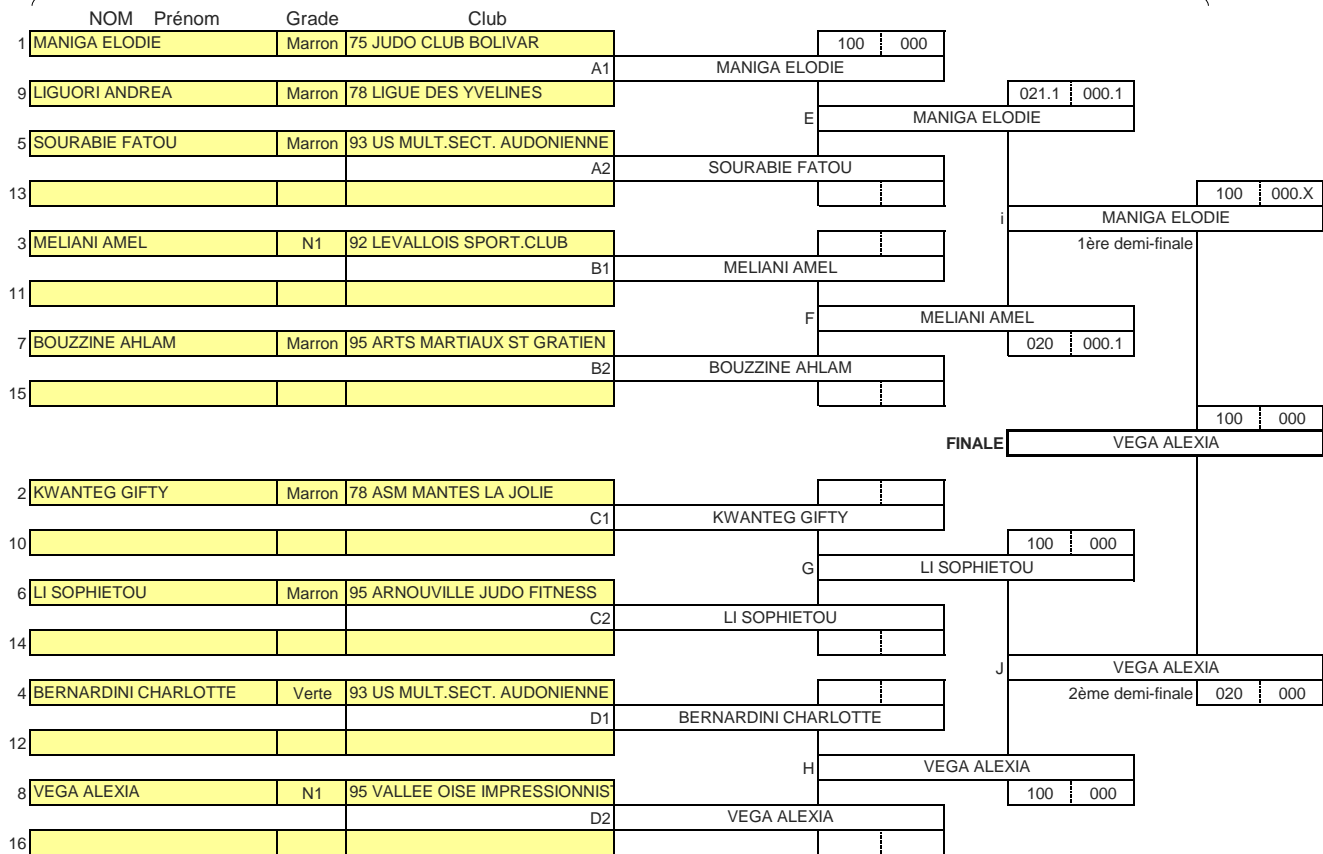 NOM Prénom Grade Club
1 MANIGA ELODIE Marron 75 JUDO CLUB BOLIVAR 100 000
A1 MANIGA ELODIE
9 LIGUORI ANDREA Marron 78 LIGUE DES YVELINES 021.1 000.1
E MANIGA ELODIE
5 SOURABIE FATOU Marron 93 US MULT.SECT. AUDONIENNE
A2 SOURABIE FATOU
13 100 000.X
i MANIGA ELODIE
3 MELIANI AMEL N1 92 LEVALLOIS SPORT.CLUB 1ère demi-finale
B1 MELIANI AMEL
11
F MELIANI AMEL
7 BOUZZINE AHLAM Marron 95 ARTS MARTIAUX ST GRATIEN 020 000.1
B2 BOUZZINE AHLAM
15
100 000
FINALE VEGA ALEXIA
2 KWANTEG GIFTY Marron 78 ASM MANTES LA JOLIE
C1 KWANTEG GIFTY
10 100 000
G LI SOPHIETOU
6 LI SOPHIETOU Marron 95 ARNOUVILLE JUDO FITNESS
C2 LI SOPHIETOU
14
J VEGA ALEXIA
4 BERNARDINI CHARLOTTE Verte 93 US MULT.SECT. AUDONIENNE 2ème demi-finale 020 000
D1 BERNARDINI CHARLOTTE
12
H VEGA ALEXIA
8 VEGA ALEXIA N1 95 VALLEE OISE IMPRESSIONNIST 100 000
D2 VEGA ALEXIA
16